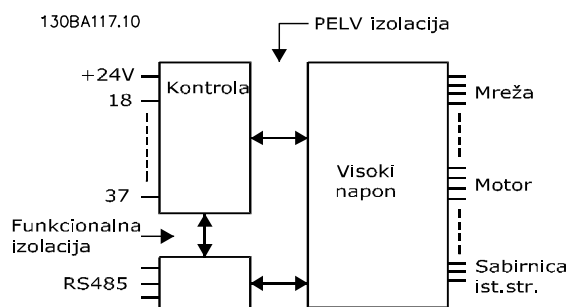 130BA117.10
PELV izolacija
+24V
18
37
Kontrola
Visoki
napon
Mreža
Motor
Sabirnica
ist.str.
Funkcionalna
izolacija
RS485